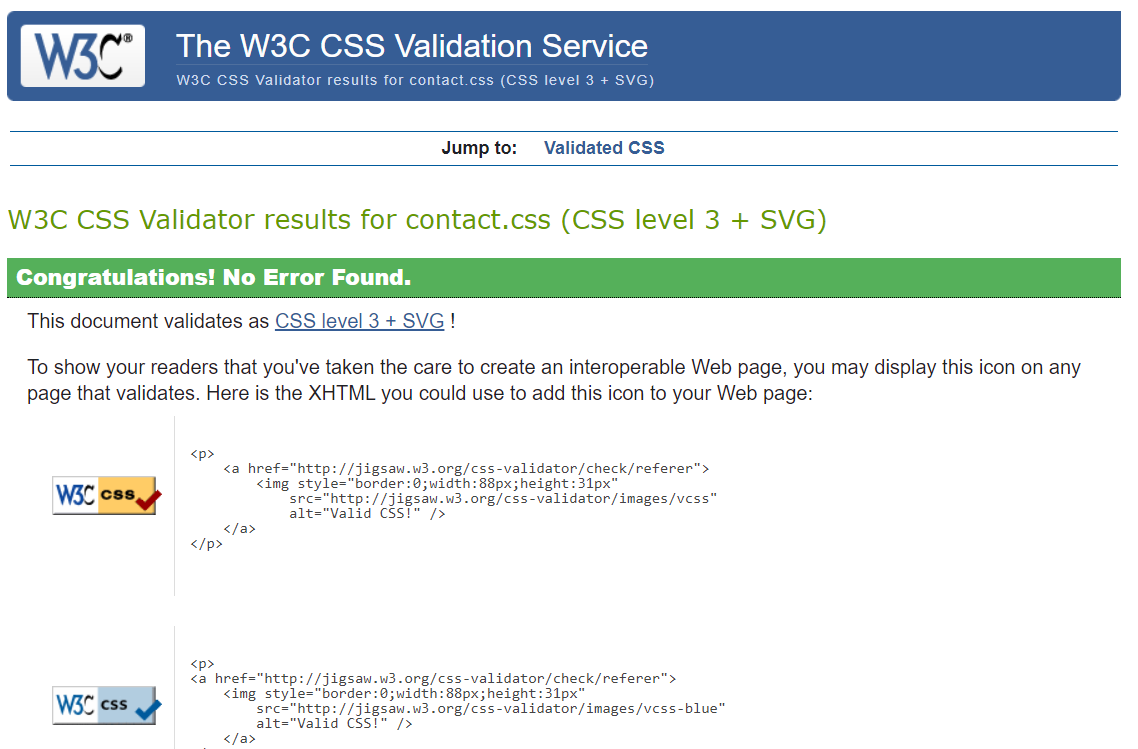 W3C®
The W3C CSS Validation Service
W3C CSS Validator results for contact.css (CSS level 3 + SVG)
Jump to: Validated CSS
W3C CSS Validator results for contact.css (CSS level 3 + SVG)
Congratulations! No Error Found.
This document validates as CSS level 3 + SVG !
To show your readers that you've taken the care to create an interoperable Web page, you may display this icon on any
page that validates. Here is the XHTML you could use to add this icon to your Web page:
W3C css
<p>
    <a href="http://jigsaw.w3.org/css-validator/check/referer">
        <img style="border:0;width:88px;height:31px"
            src="http://jigsaw.w3.org/css-validator/images/vcss"
            alt="Valid CSS!" />
    </a>
</p>
W3C css
<p>
<a href="http://jigsaw.w3.org/css-validator/check/referer">
    <img style="border:0;width:88px;height:31px"
        src="http://jigsaw.w3.org/css-validator/images/vcss-blue"
        alt="Valid CSS!" />
    </a>